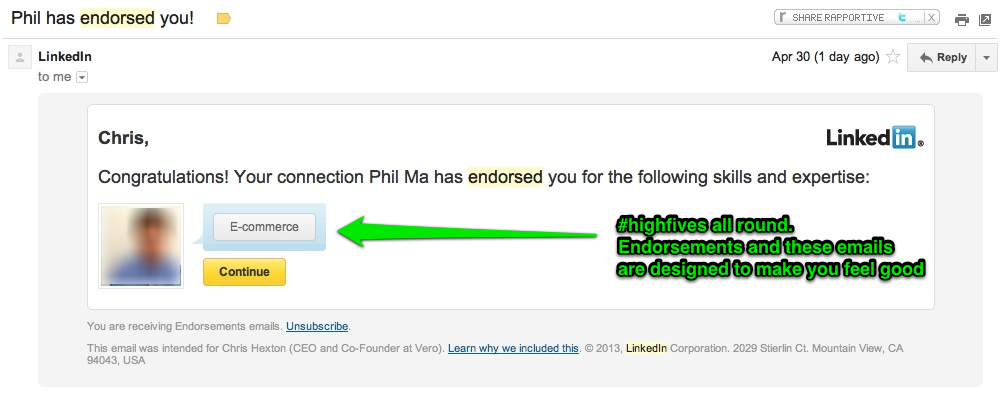 Phil has endorsed you!
r SHARE RAPPORTIVE t ... X
LinkedIn
Apr 30 (1 day ago)
Reply
to me
Chris,
Linked in ®
Congratulations! Your connection Phil Ma has endorsed you for the following skills and expertise:
E-commerce
Continue
#highfives all round.
Endorsements and these emails
are designed to make you feel good
You are receiving Endorsements emails. Unsubscribe.
This email was intended for Chris Hexton (CEO and Co-Founder at Vero). Learn why we included this. © 2013, LinkedIn Corporation. 2029 Stierlin Ct. Mountain View, CA
94043, USA